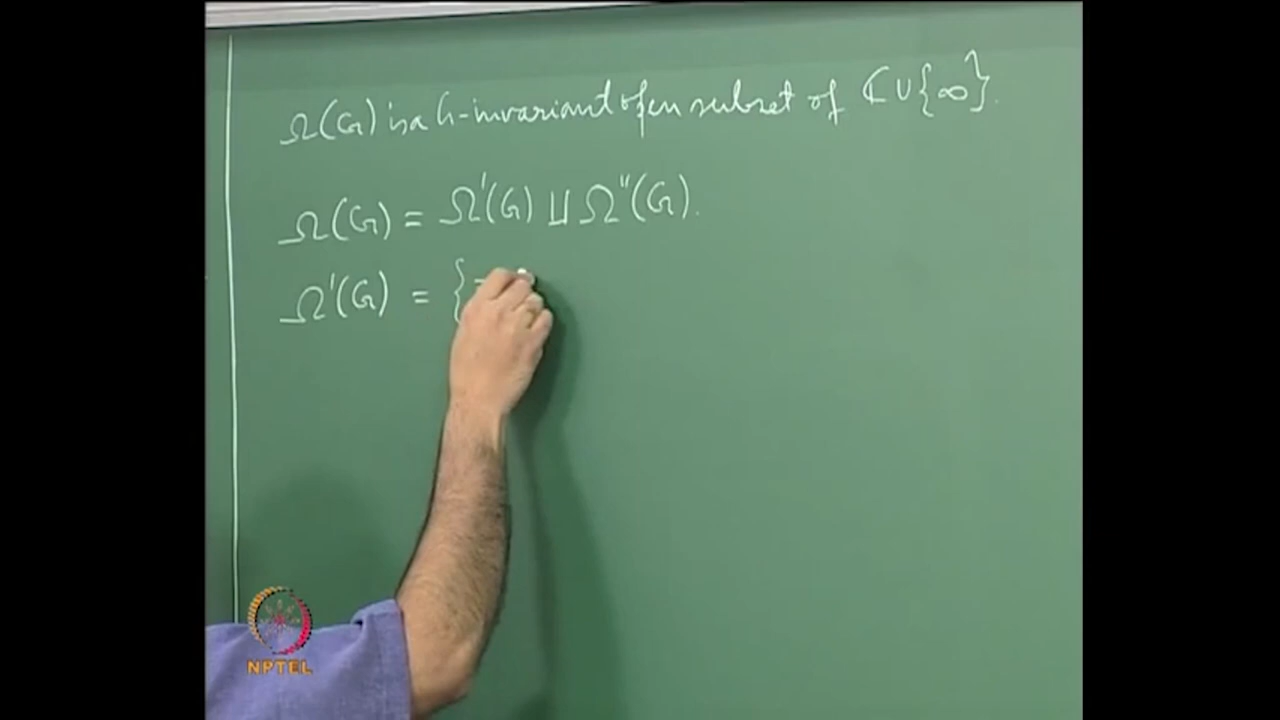 Ω(G) is a G-invariant open subset of ℂ∪{∞}.
Ω(G) = Ω'(G) ⊔ Ω''(G).
Ω'(G) = {
NPTEL